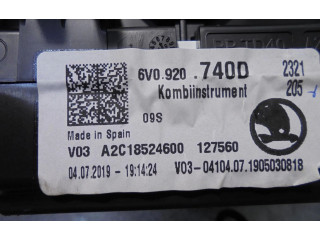 6V0.920 .740D 2321
Kombiinstrument 205
09S
Made in Spain
V03 A2C18524600 127560
04.07.2019 - 19:14:24 V03-04104.07.1905030818